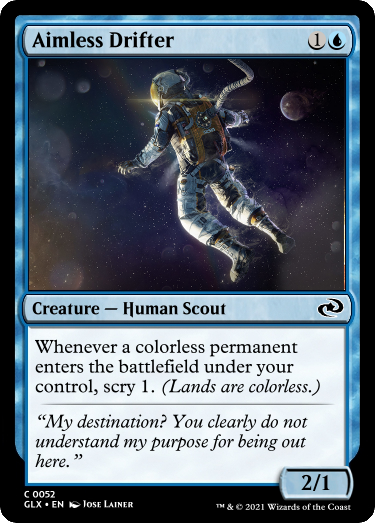 Aimless Drifter 1
Creature — Human Scout
Whenever a colorless permanent
enters the battlefield under your
control, scry 1. (Lands are colorless.)
“My destination? You clearly do not
understand my purpose for being out
here.”
2/1
C 0052
GLX • EN Jose Lainer
™ & © 2021 Wizards of the Coast